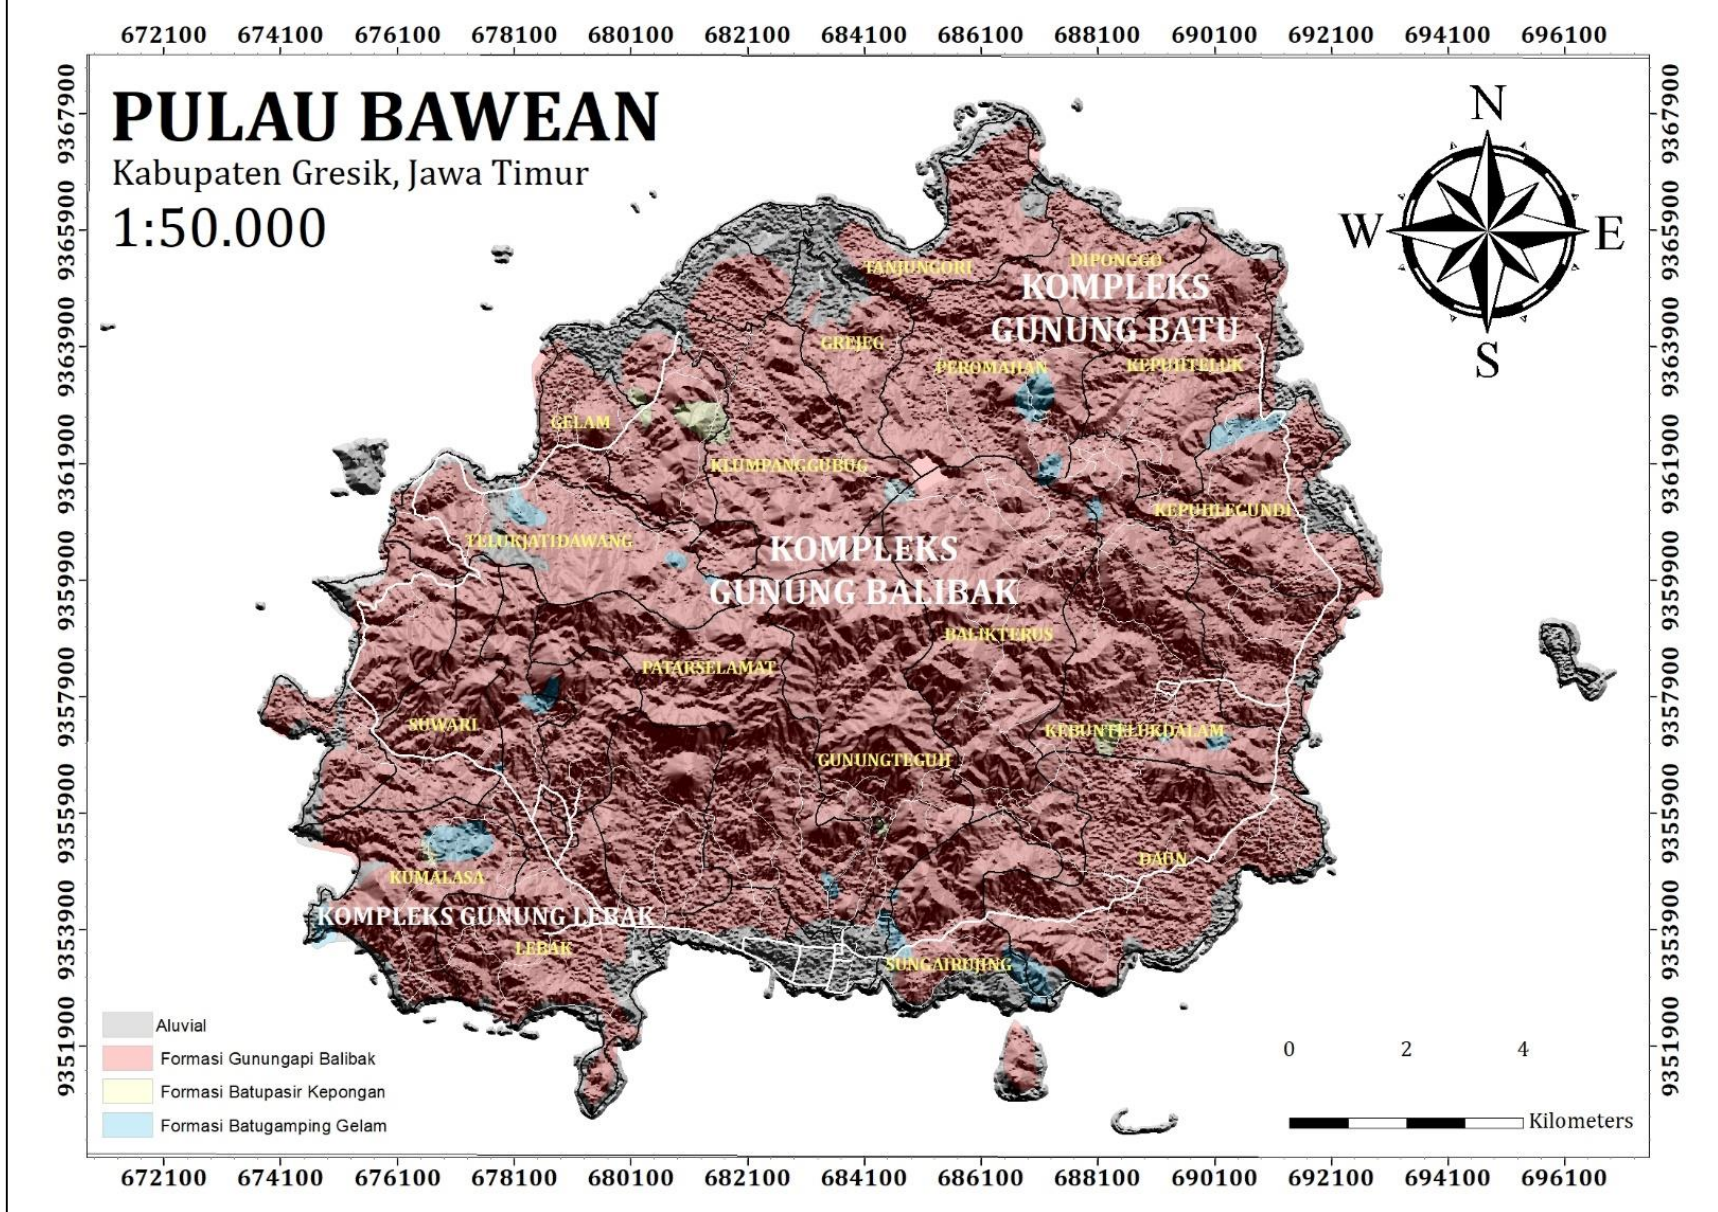 672100 674100 676100 678100 680100 682100 684100 686100 688100 690100 692100 694100 696100
9367900
9365900
9363900
9361900
9359900
9357900
9355900
9353900
9351900
PULAU BAWEAN
Kabupaten Gresik, Jawa Timur
1:50.000
N
W
E
S
TANJUNGORI
DIPONGGO
KOMPLEKS
GUNUNG BATU
GREJEG
PEROMAHAN
KEPUHTELUK
GELAM
KLUMPANGGUBUG
KEPUHLEGUNDI
TELUKJATIDAWANG
KOMPLEKS
GUNUNG BALIBAK
BALIKTERUS
PATARSELAMAT
SUWARI
KEBUNTELUKDALAM
GUNUNGTEGUH
DAUN
KUMALASA
KOMPLEKS GUNUNG LEBAK
LEBAK
SUNGAIRUJING
Aluvial
Formasi Gunungapi Balibak
Formasi Batupasir Kepongan
Formasi Batugamping Gelam
0 2 4
Kilometers
9367900
9365900
9363900
9361900
9359900
9357900
9355900
9353900
9351900
672100 674100 676100 678100 680100 682100 684100 686100 688100 690100 692100 694100 696100